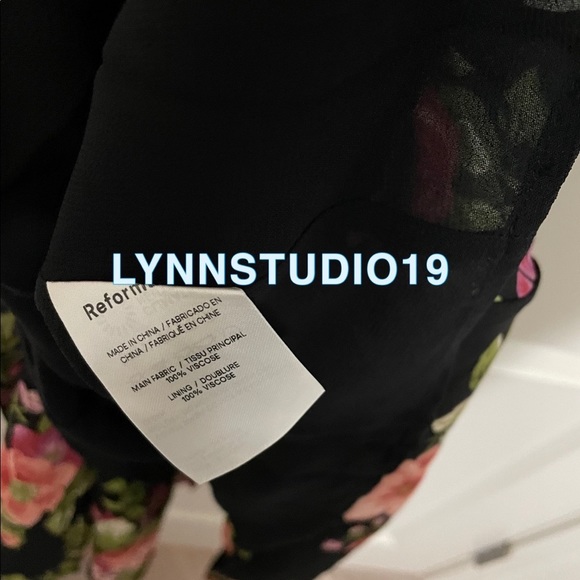 LYNNSTUDIO19
MADE IN CHINA / FABRICADO EN
CHINA / FABRIQUÉ EN CHINE
MAIN FABRIC / TISSU PRINCIPAL
100% VISCOSE
LINING / DOUBLURE
100% VISCOSE